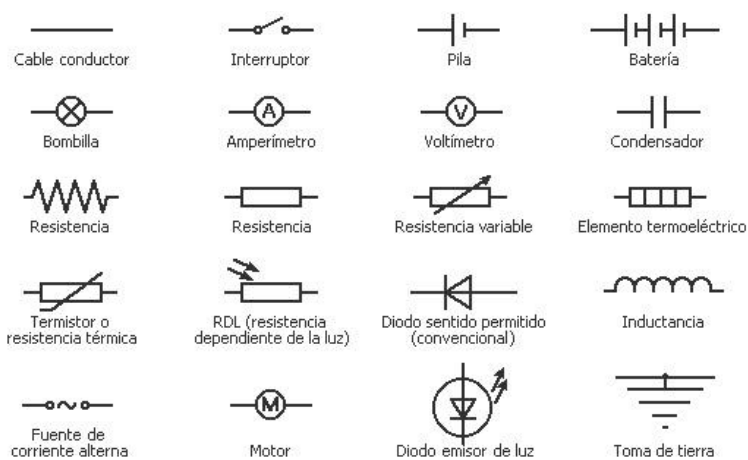 Cable conductor
Interruptor
Pila
Batería
A
V
Bombilla
Amperímetro
Voltímetro
Condensador
Resistencia
Resistencia
Resistencia variable
Elemento termoeléctrico
Termistor o
resistencia térmica
RDL (resistencia
dependiente de la luz)
Diodo sentido permitido
(convencional)
Inductancia
M
Fuente de
corriente alterna
Motor
Diodo emisor de luz
Toma de tierra